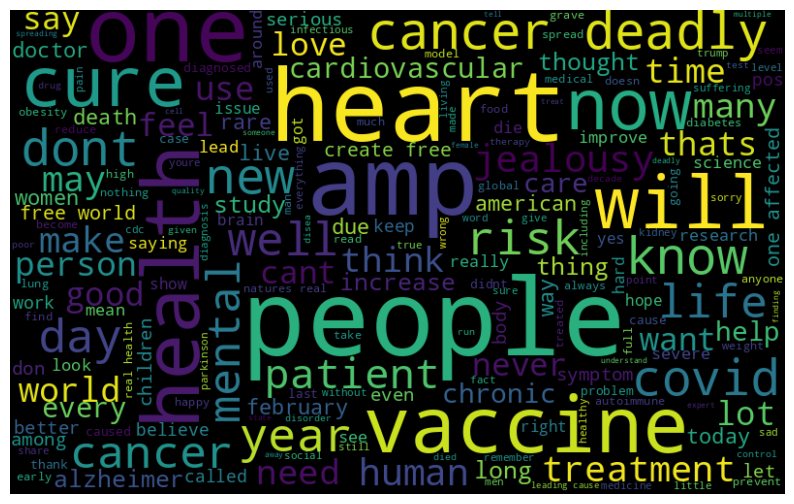 say
one
cancer
deadly
serious
grave
spread
infectious
tell
multiple
spreading
doctor
around
love
model
trump
seem
cure
use
diagnosed
cardiovascular
thought
time
test
level
pos
used
medical
doesn
suffering
drug
pain
obesity
issue
heart
now
many
death
feel
rare
got
much
living
made
food
die
diabetes
treat
reduce
someone
improve
thats
dont
case
youre
lead
create free
therapy
female
science
deadly
may
high
live
everything
jealousy
decade
women
nothing
new
amp
global
care
will
going
sorry
one affected
free world
quality
study
man
american
become
cdc
given
brain
due
keep
word
give
including
kidney
make
saying
well
disea
read
true
wrong
risk
yes
research
poor
diagnosis
person
lung
health
cant
think
really
thing
hard
know
anyone
work
show
increase
natures real
didnt
way
hope
point
finding
good
mean
find
mental
body
sure
always
life
day
don
look
real health
children
parkinson
people
take
run
full
cause
weight
want
help
severe
happy
patient
never
understand
world
last
without
fact
symptom
problem
covid
every
february
even
chronic
healthy
autoimmune
expert
better
share
caused
believe
disorder
vaccine
right
lot
among
year
see
today
sad
cancer
thank
away
social
still
died
remember
control
alzheimer
called
need
human
long
treatment
let
early
men
leading cause
medicine
little
prevent